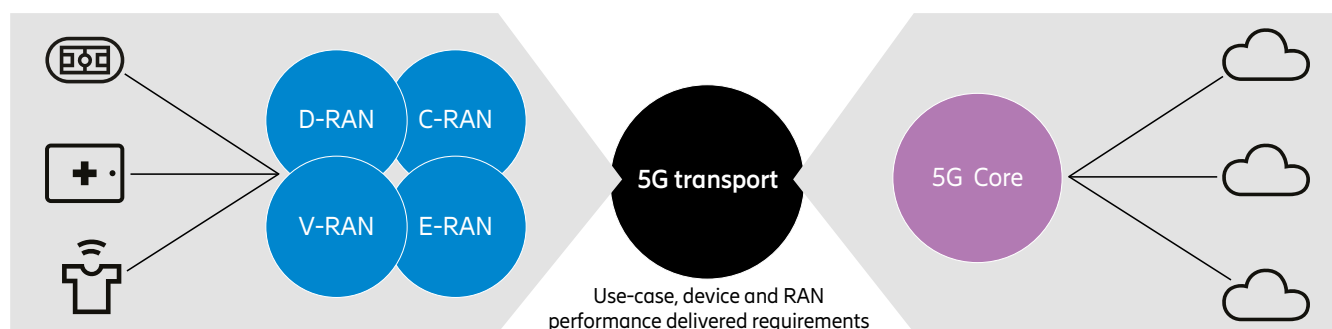 D-RAN
C-RAN
V-RAN
E-RAN
5G transport
Use-case, device and RAN
performance delivered requirements
5G Core